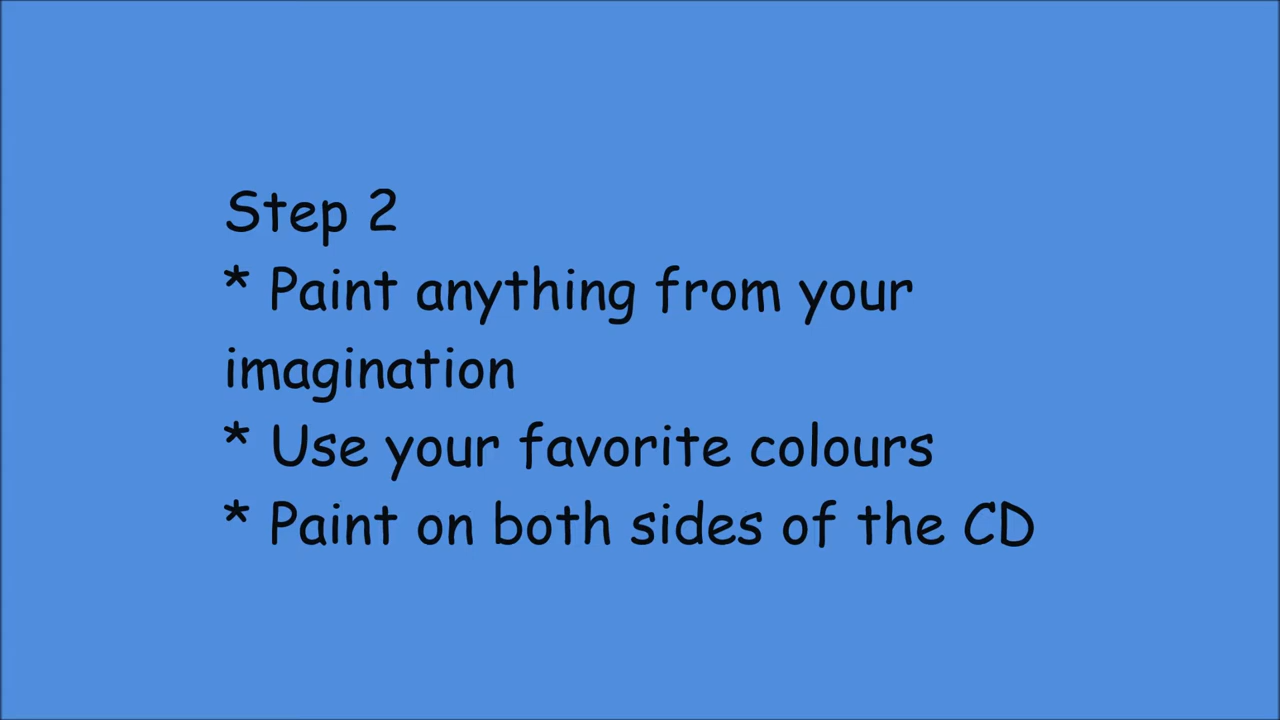 Step 2
* Paint anything from your
imagination
* Use your favorite colours
* Paint on both sides of the CD